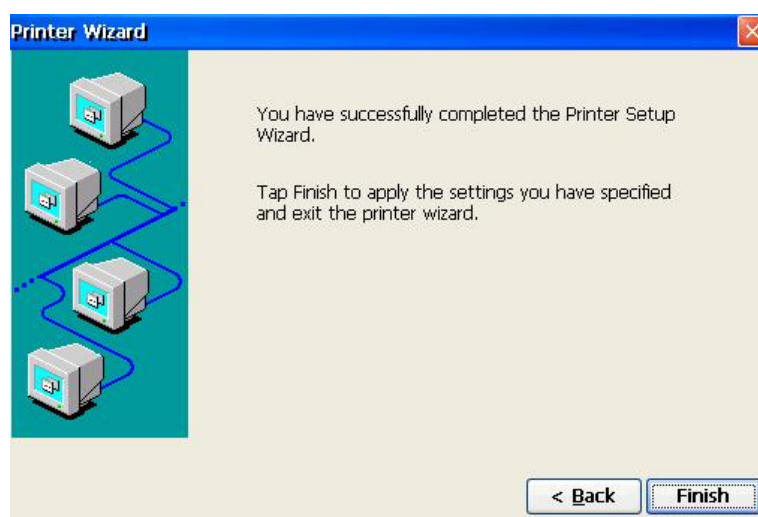 Printer Wizard
You have successfully completed the Printer Setup
Wizard.
Tap Finish to apply the settings you have specified
and exit the printer wizard.
< Back
Finish